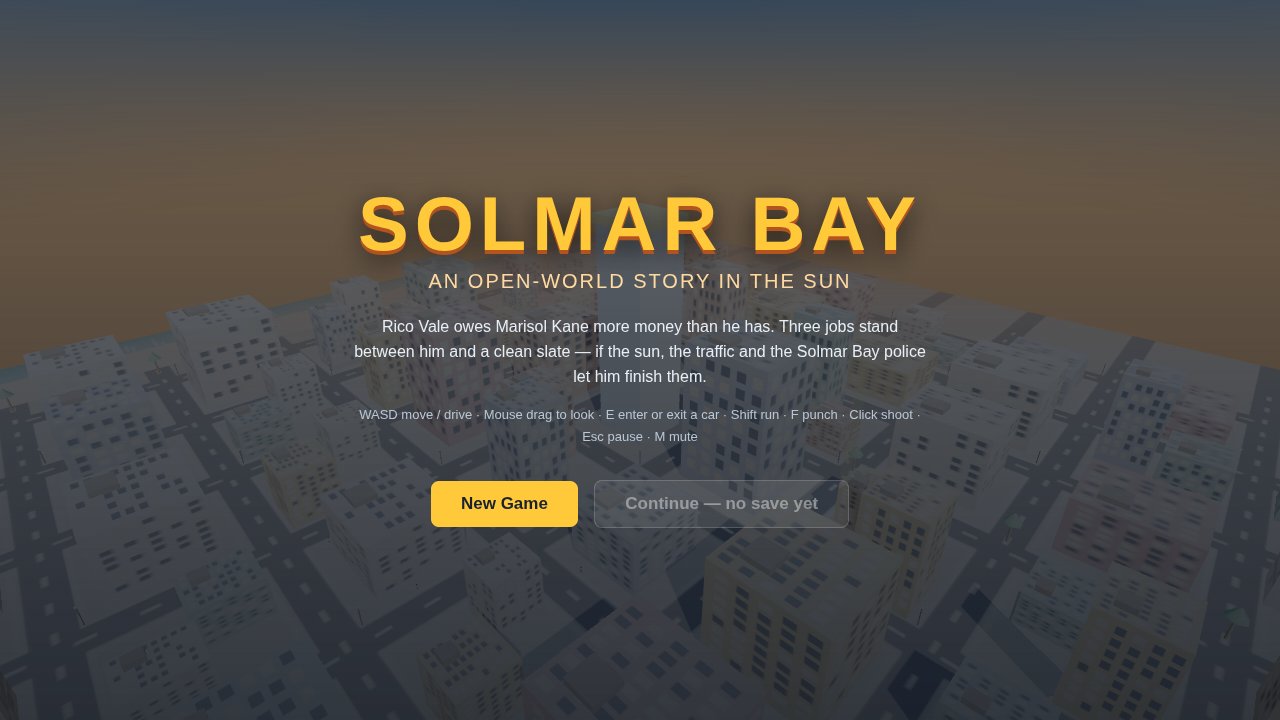 SOLMAR BAY
AN OPEN-WORLD STORY IN THE SUN
Rico Vale owes Marisol Kane more money than he has. Three jobs stand
between him and a clean slate — if the sun, the traffic and the Solmar Bay police
let him finish them.
WASD move / drive · Mouse drag to look · E enter or exit a car · Shift run · F punch · Click shoot ·
Esc pause · M mute
New Game
Continue — no save yet